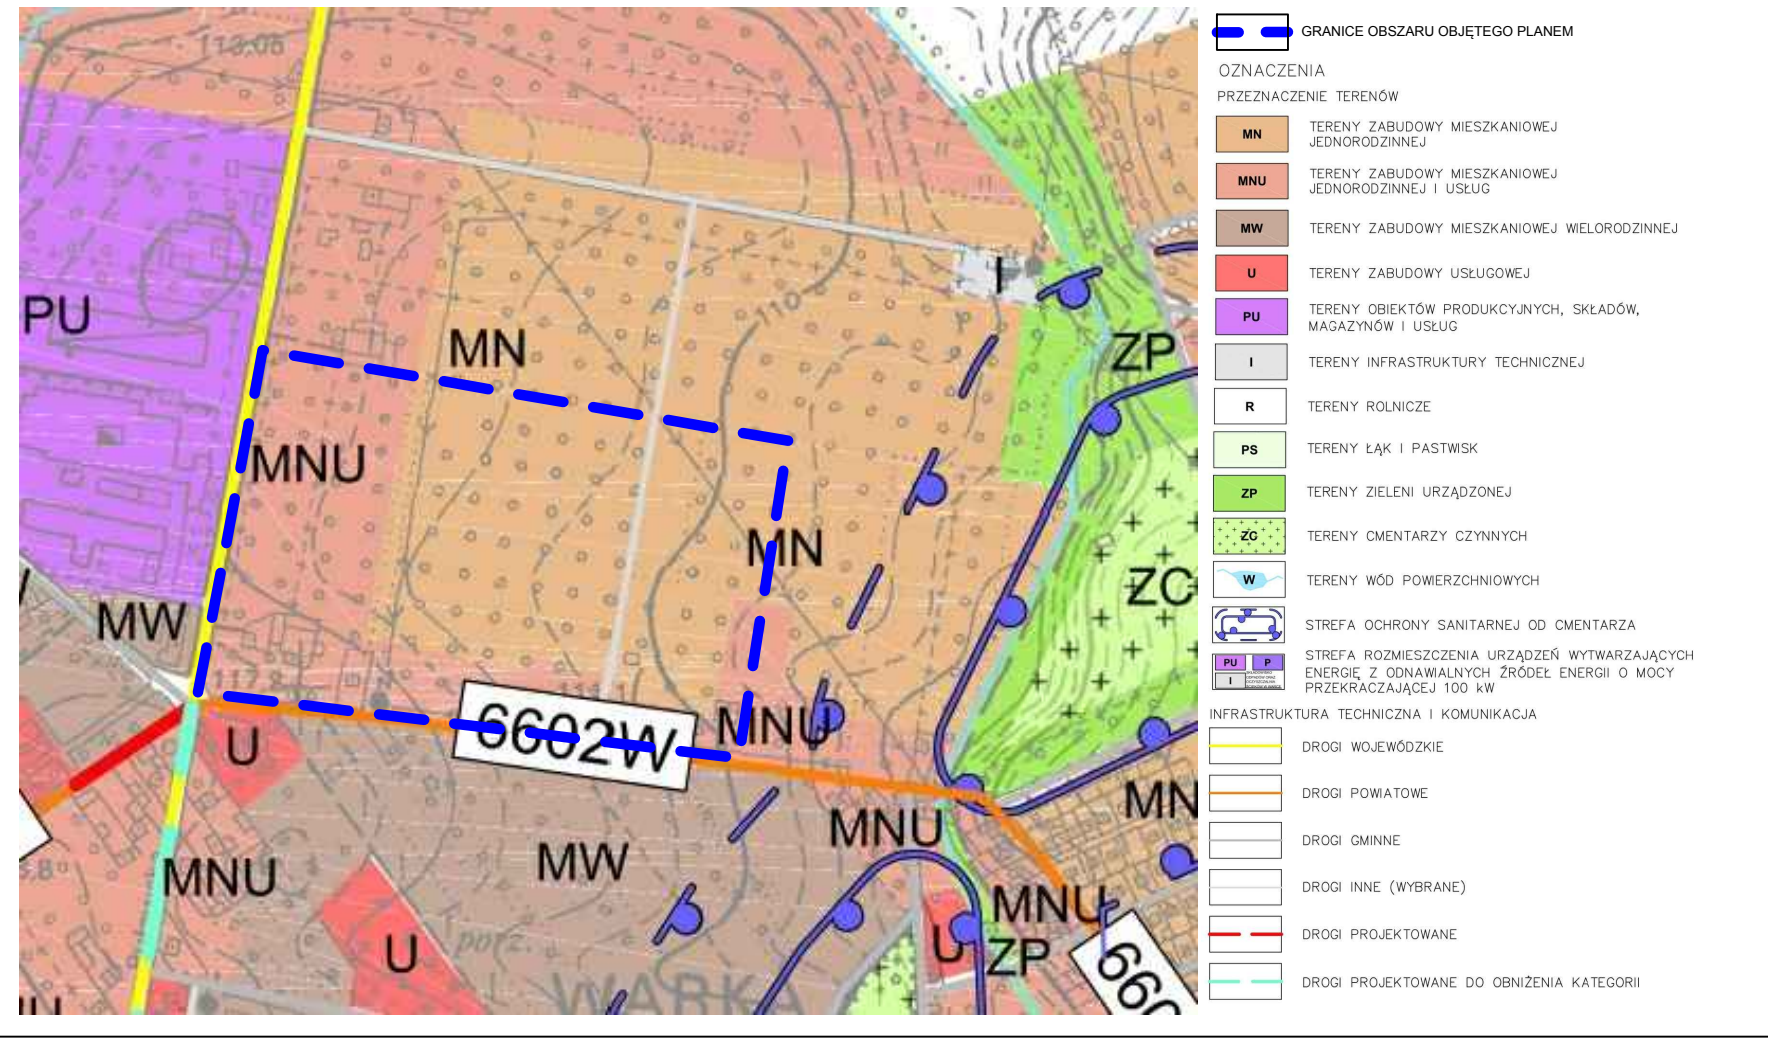 113.05
PU
MN
110
I
ZP
MNU
MN
ZC
MW
117.2
6602W
MNU
U
MNU
MN
MW
MNU
U
porz.
MNU
U
ZP
WARKA
660
GRANICE OBSZARU OBJĘTEGO PLANEM
OZNACZENIA
PRZEZNACZENIE TERENÓW
MN
TERENY ZABUDOWY MIESZKANIOWEJ
JEDNORODZINNEJ
MNU
TERENY ZABUDOWY MIESZKANIOWEJ
JEDNORODZINNEJ I USŁUG
MW
TERENY ZABUDOWY MIESZKANIOWEJ WIELORODZINNEJ
U
TERENY ZABUDOWY USŁUGOWEJ
PU
TERENY OBIEKTÓW PRODUKCYJNYCH, SKŁADÓW,
MAGAZYNÓW I USŁUG
I
TERENY INFRASTRUKTURY TECHNICZNEJ
R
TERENY ROLNICZE
PS
TERENY ŁĄK I PASTWISK
ZP
TERENY ZIELENI URZĄDZONEJ
ZC
TERENY CMENTARZY CZYNNYCH
W
TERENY WÓD POWIERZCHNIOWYCH
STREFA OCHRONY SANITARNEJ OD CMENTARZA
PU P
I
STREFA ROZMIESZCZENIA URZĄDZEŃ WYTWARZAJĄCYCH
ENERGIĘ Z ODNAWIALNYCH ŹRÓDEŁ ENERGII O MOCY
PRZEKRACZAJĄCEJ 100 kW
INFRASTRUKTURA TECHNICZNA I KOMUNIKACJA
DROGI WOJEWÓDZKIE
DROGI POWIATOWE
DROGI GMINNE
DROGI INNE (WYBRANE)
DROGI PROJEKTOWANE
DROGI PROJEKTOWANE DO OBNIŻENIA KATEGORII